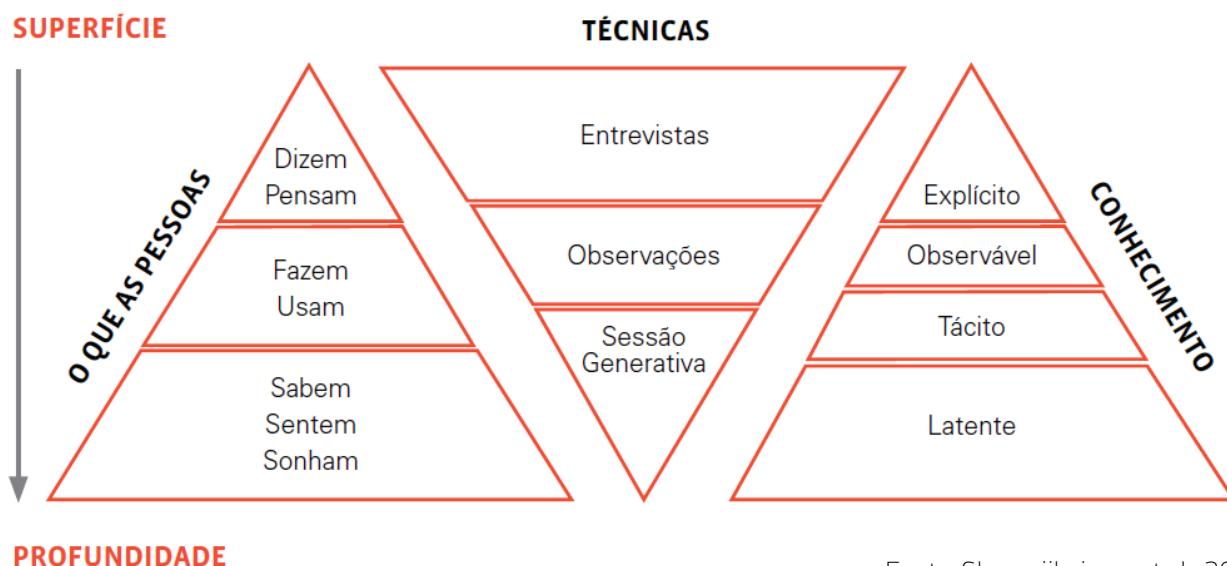 SUPERFÍCIE
TÉCNICAS
O QUE AS PESSOAS
Dizem
Pensam
Fazem
Usam
Sabem
Sentem
Sonham
Entrevistas
Observações
Sessão
Generativa
Explícito
Observável
Tácito
Latente
CONHECIMENTO
PROFUNDIDADE